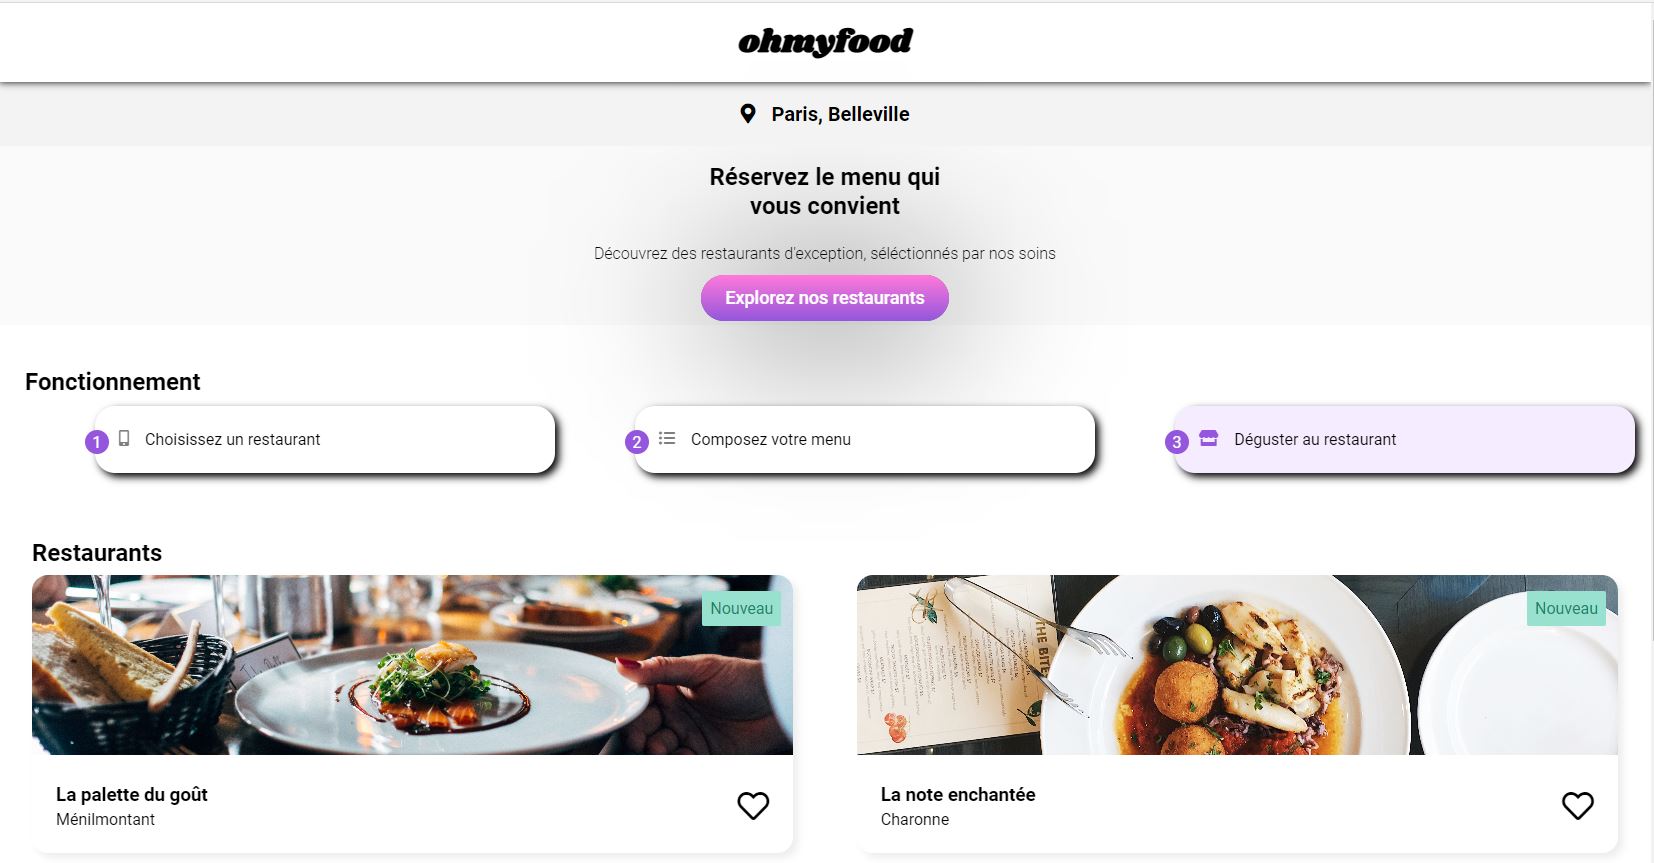 ohmyfood
Paris, Belleville
Réservez le menu qui
vous convient
Découvrez des restaurants d'exception, séléctionnés par nos soins
Explorez nos restaurants
Fonctionnement
1 Choisissez un restaurant
2 Composez votre menu
3 Déguster au restaurant
Restaurants
Nouveau
Nouveau
THE BITE
La palette du goût
Ménilmontant
La note enchantée
Charonne